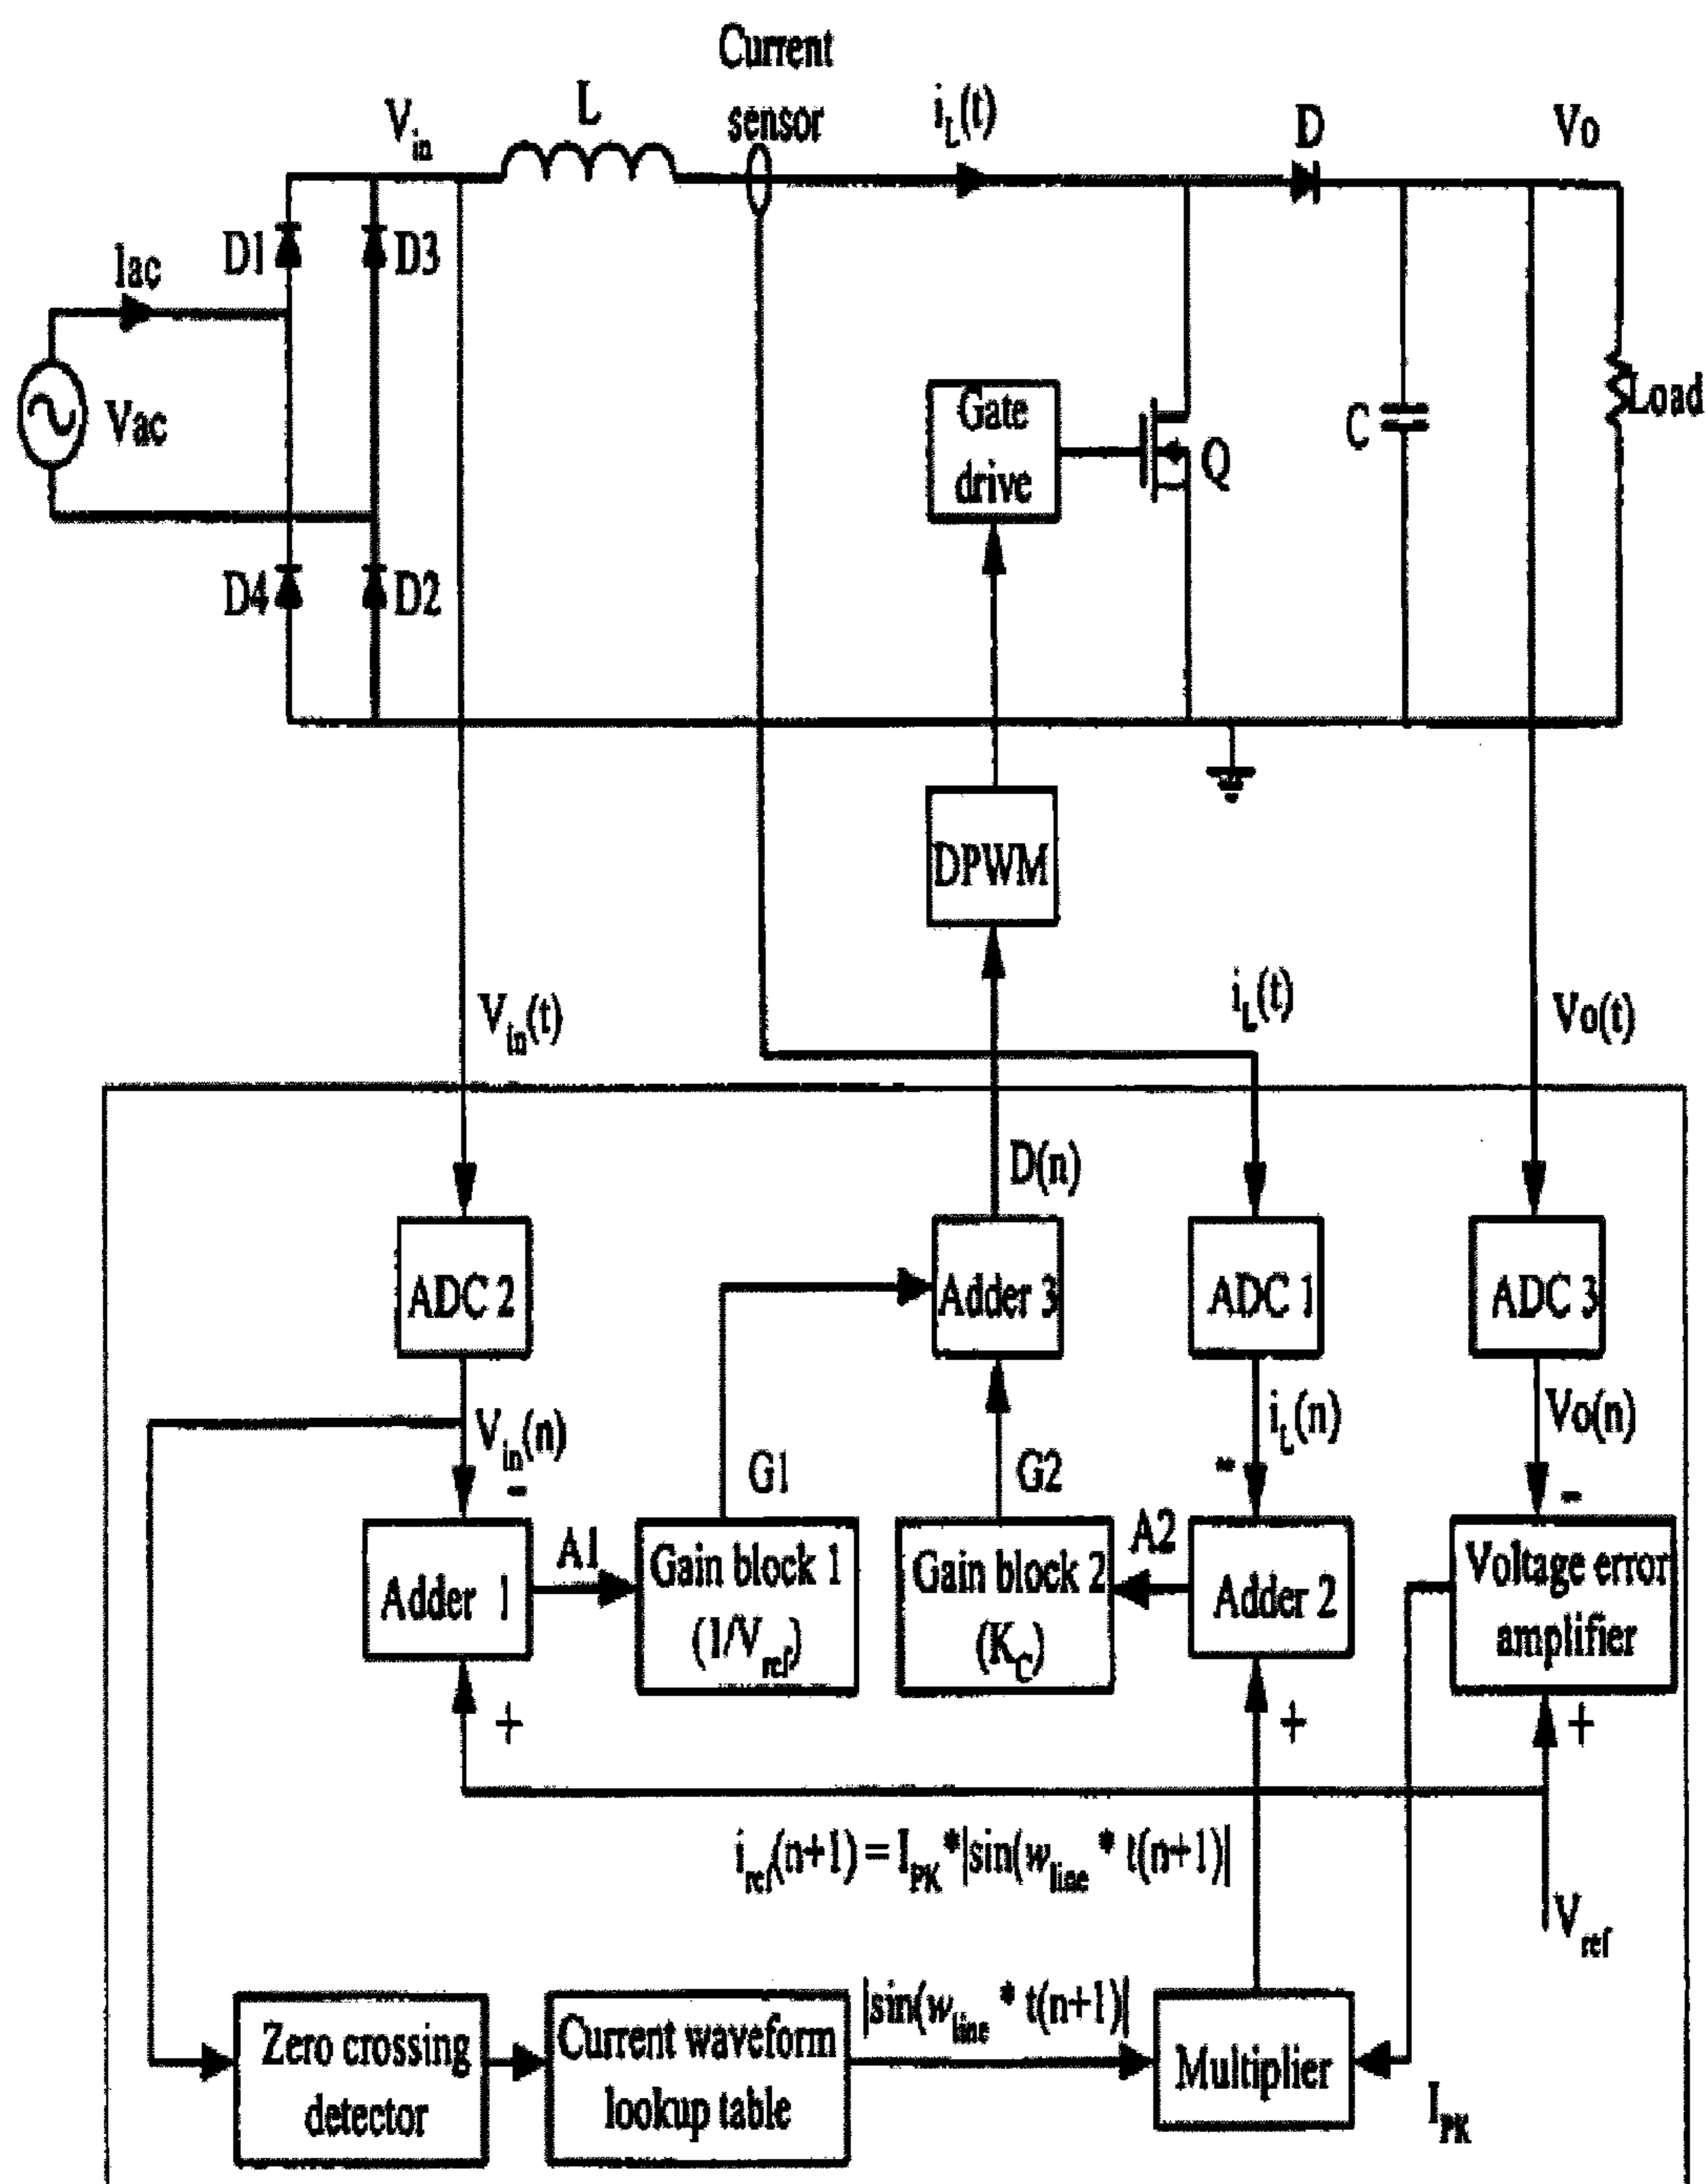 Current
sensor
V_in
L
i_L(t)
D
Vo
D1
D3
Iac
Vac
Gate
drive
Q
C
Load
D4
D2
DPWM
V_in(t)
i_L(t)
Vo(t)
D(n)
ADC 2
Adder 3
ADC 1
ADC 3
V_in(n)
G1
G2
i_L(n)
Vo(n)
-
-
-
Adder 1
A1
Gain block 1
(1/V_ref)
Gain block 2
(K_C)
A2
Adder 2
Voltage error
amplifier
+
+
+
i_ref(n+1) = I_PK*|sin(w_line * t(n+1)|
V_ref
|sin(w_line * t(n+1)|
Zero crossing
detector
Current waveform
lookup table
Multiplier
I_PK